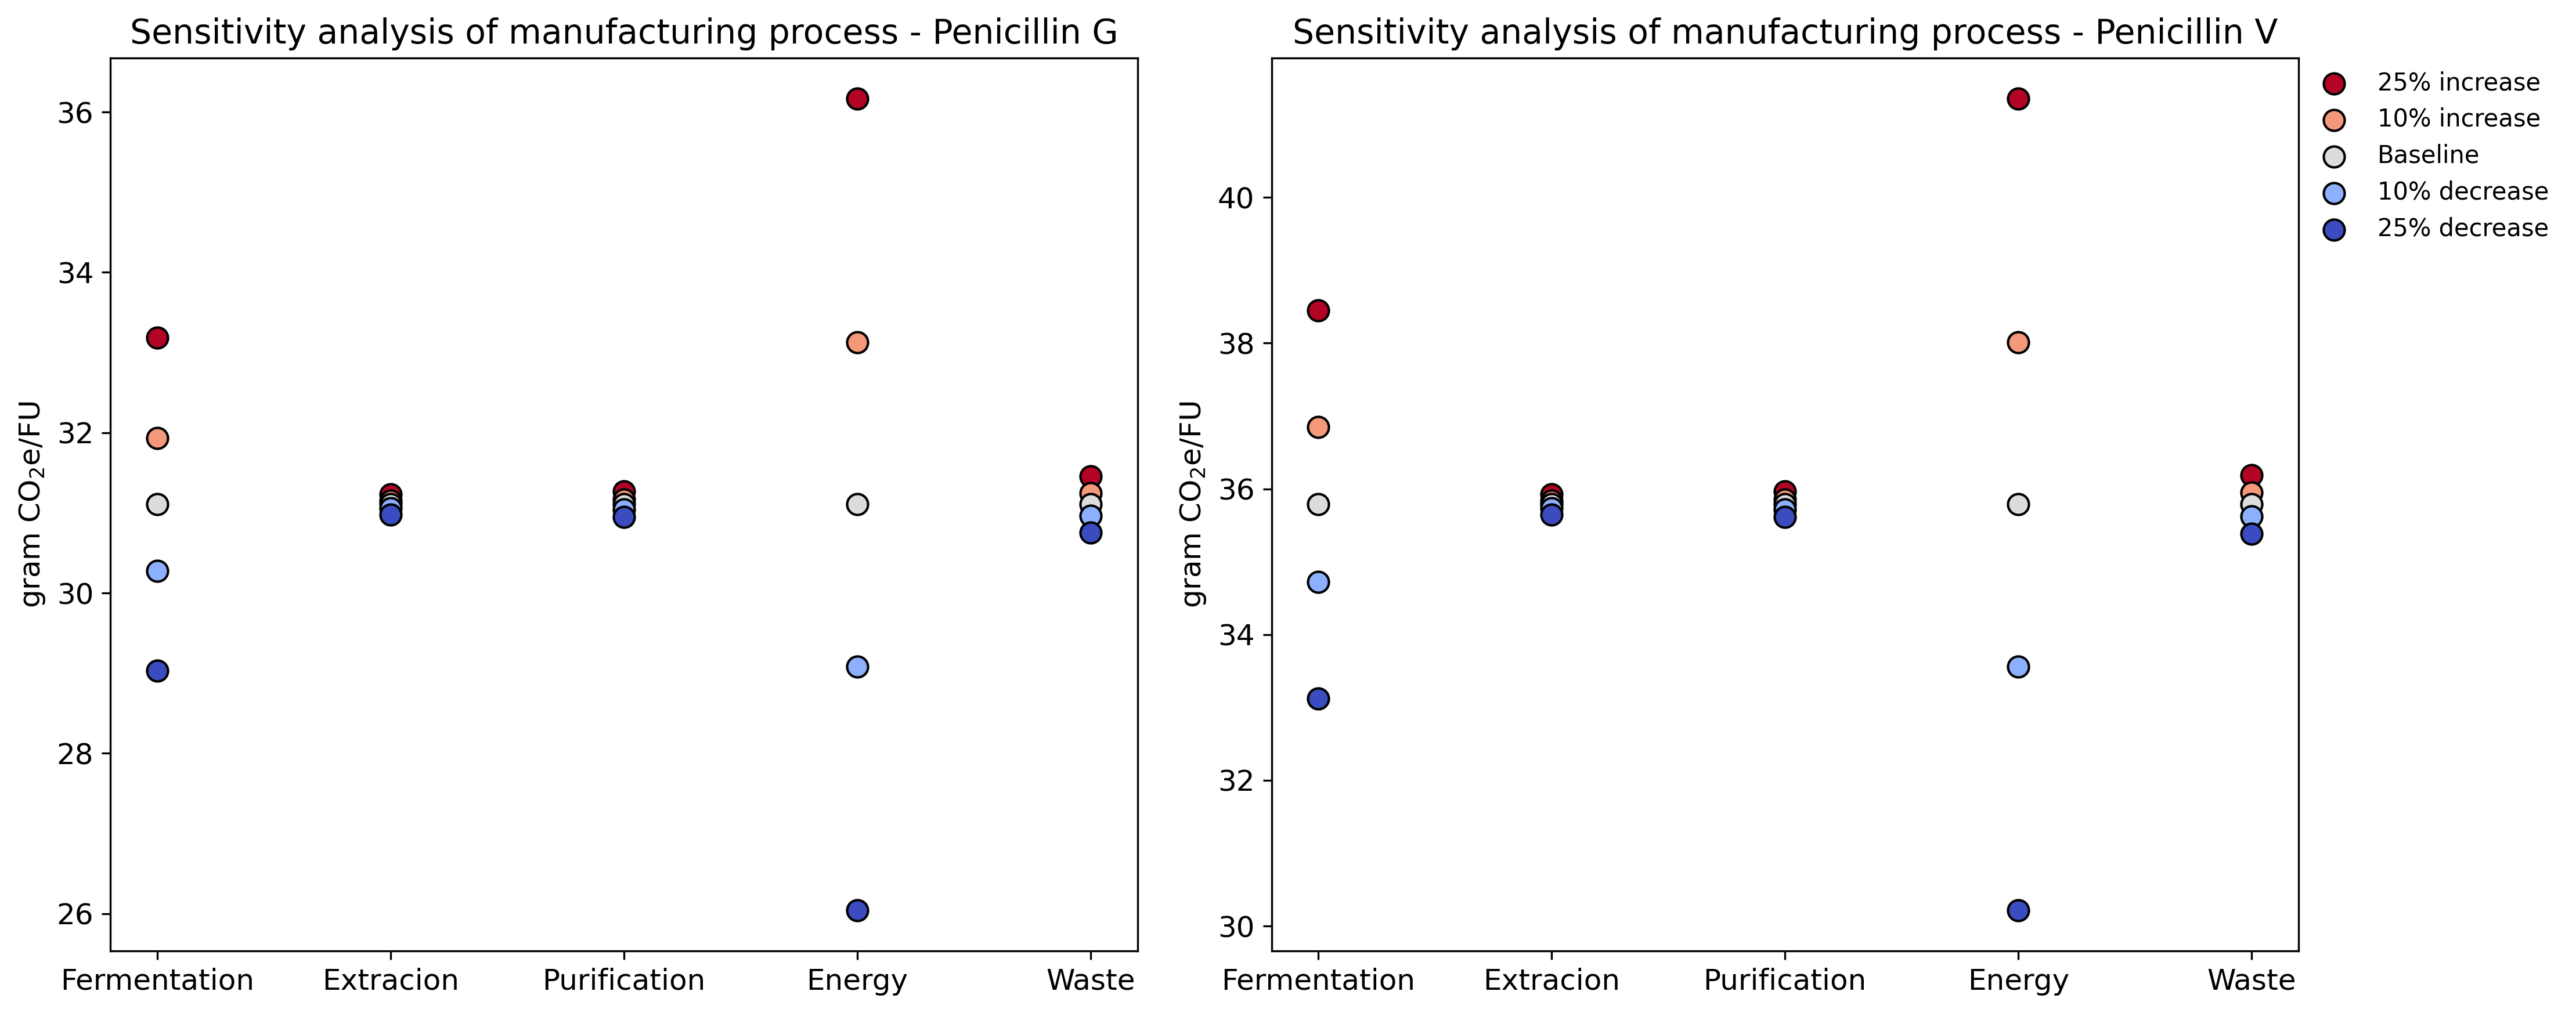 Sensitivity analysis of manufacturing process - Penicillin G
gram CO₂e/FU
36
34
32
30
28
26
Fermentation
Extracion
Purification
Energy
Waste
Sensitivity analysis of manufacturing process - Penicillin V
gram CO₂e/FU
40
38
36
34
32
30
Fermentation
Extracion
Purification
Energy
Waste
25% increase
10% increase
Baseline
10% decrease
25% decrease